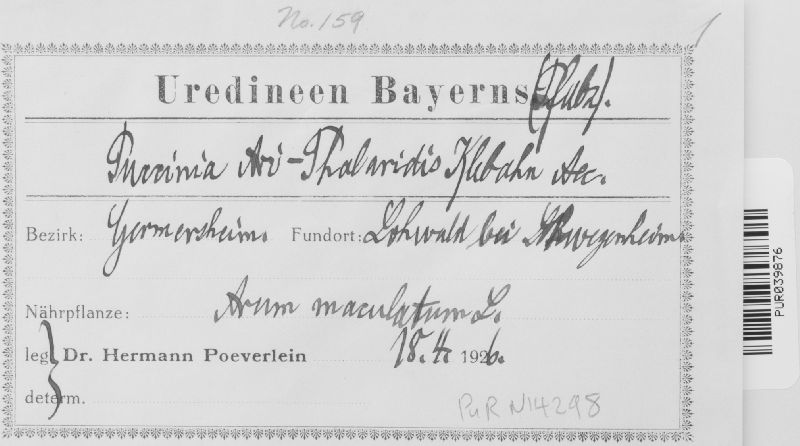 No. 159
Uredineen Bayerns (Pfalz).
Puccinia Ari-Phalaridis Klebahn Aec.
Bezirk: Germersheim. Fundort: Lohwald bei Schwegenheim.
Nährpflanze: Arum maculatum L.
leg. Dr. Hermann Poeverlein 18. 4. 1926.
determ.
PUR N14298
PUR039876